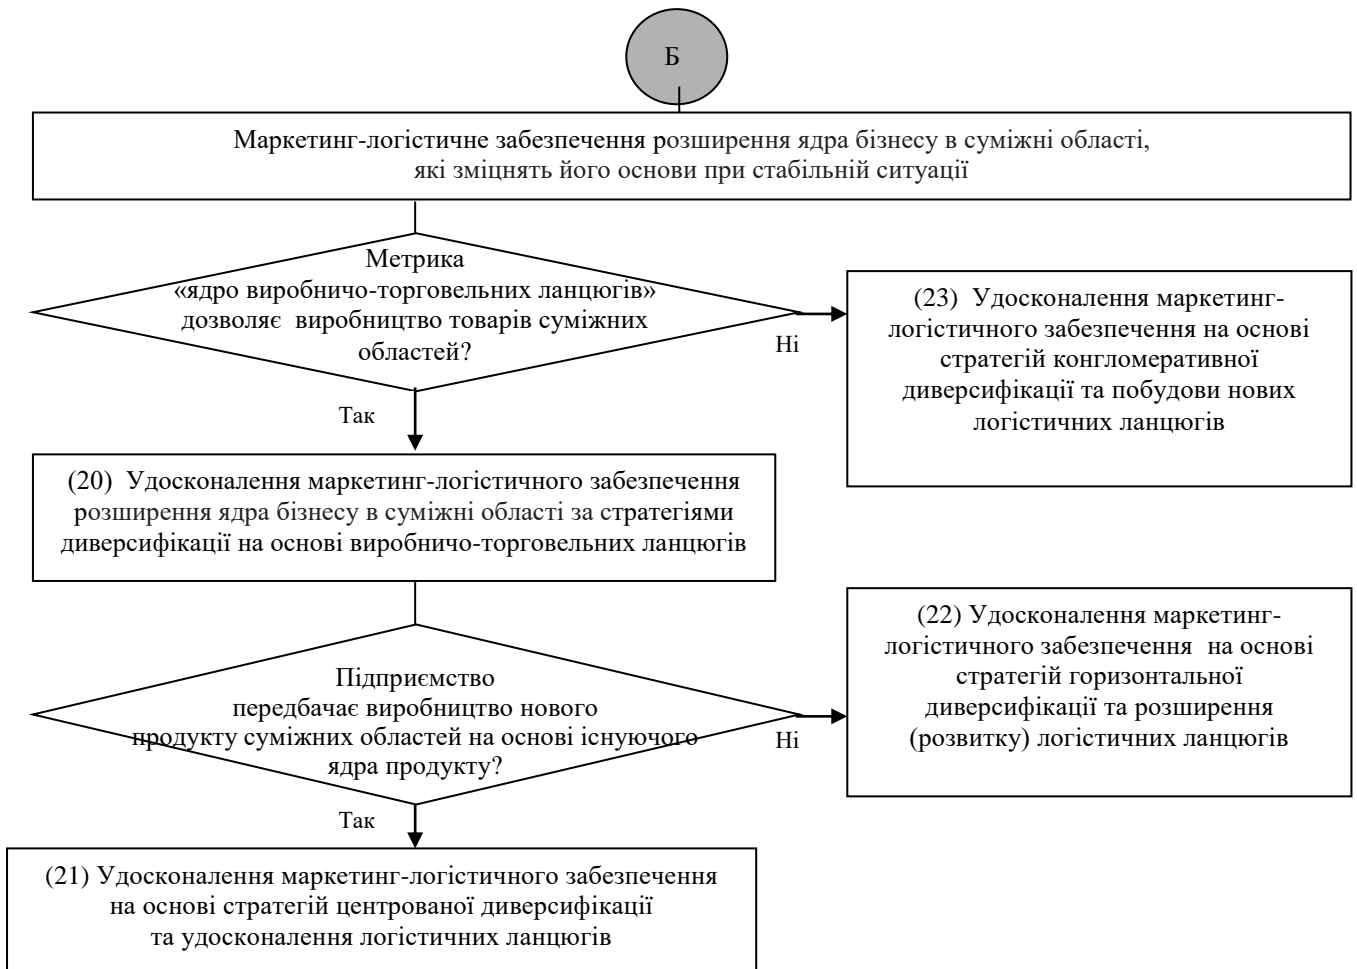 Б
Маркетинг-логістичне забезпечення розширення ядра бізнесу в суміжні області,
які зміцнять його основи при стабільній ситуації
Метрика
«ядро виробничо-торговельних ланцюгів»
дозволяє виробництво товарів суміжних
областей?
Ні
(23) Удосконалення маркетинг-
логістичного забезпечення на основі
стратегій конгломеративної
диверсифікації та побудови нових
логістичних ланцюгів
Так
(20) Удосконалення маркетинг-логістичного забезпечення
розширення ядра бізнесу в суміжні області за стратегіями
диверсифікації на основі виробничо-торговельних ланцюгів
Підприємство
передбачає виробництво нового
продукту суміжних областей на основі існуючого
ядра продукту?
Ні
(22) Удосконалення маркетинг-
логістичного забезпечення на основі
стратегій горизонтальної
диверсифікації та розширення
(розвитку) логістичних ланцюгів
Так
(21) Удосконалення маркетинг-логістичного забезпечення
на основі стратегій центрованої диверсифікації
та удосконалення логістичних ланцюгів